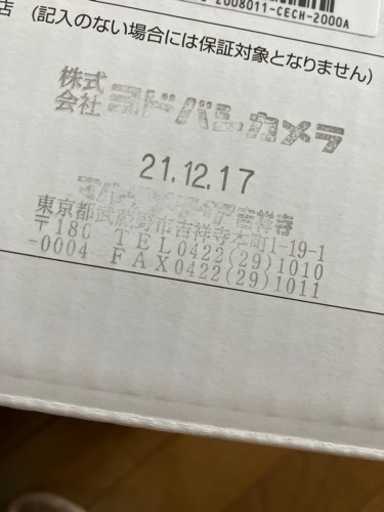 2008011-CECH-2000A
店 (記入のない場合には保証対象となりません)
株式会社 ヨドバシカメラ
21.12.17
吉祥寺
東京都武蔵野市吉祥寺本町1-19-1
〒180 TEL0422(29)1010
-0004 FAX0422(29)1011